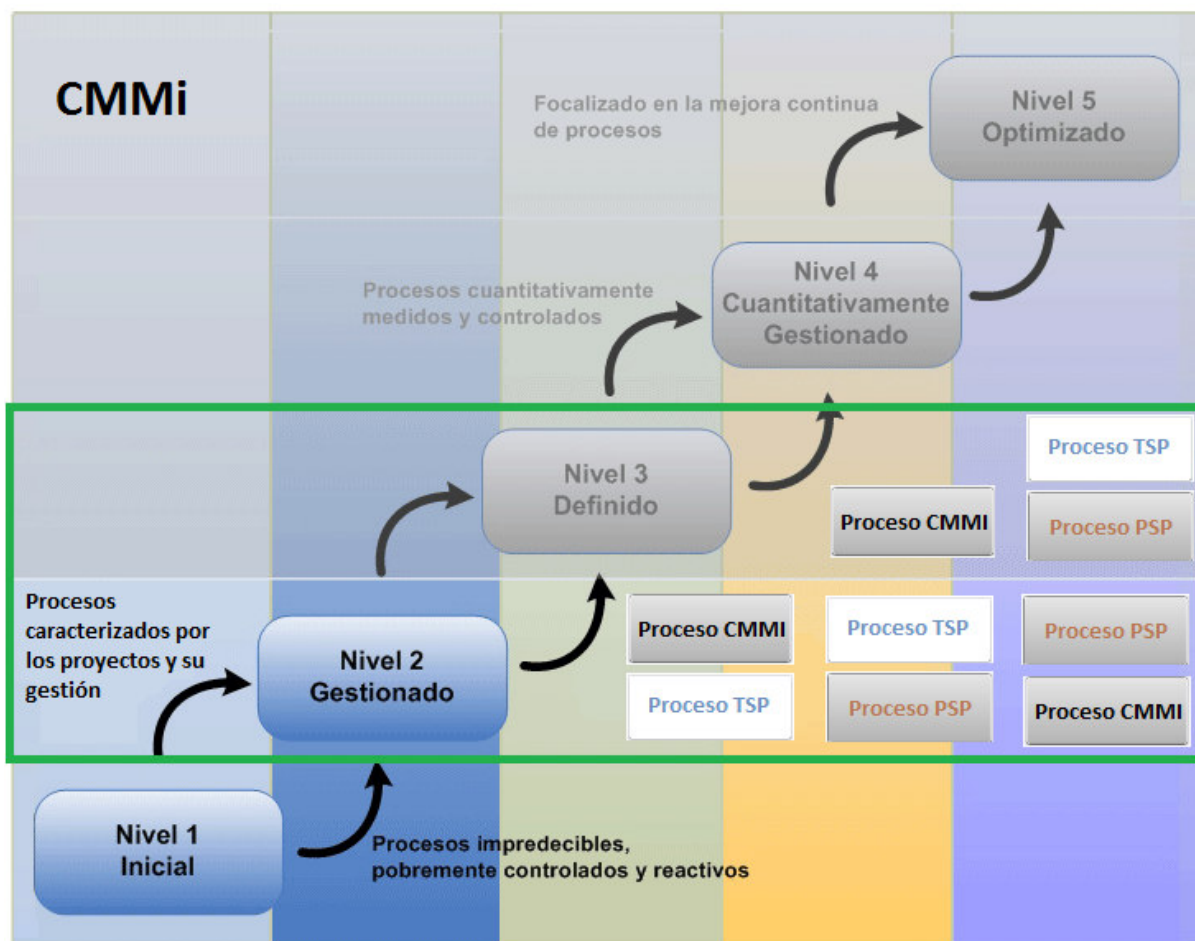 CMMi
Focalizado en la mejora continua
de procesos
Nivel 5
Optimizado
Procesos cuantitativamente
medidos y controlados
Nivel 4
Cuantitativamente
Gestionado
Nivel 3
Definido
Proceso TSP
Proceso CMMI
Proceso PSP
Procesos
caracterizados por
los proyectos y su
gestión
Nivel 2
Gestionado
Proceso CMMI
Proceso TSP
Proceso PSP
Proceso TSP
Proceso PSP
Proceso CMMI
Nivel 1
Inicial
Procesos impredecibles,
pobremente controlados y reactivos